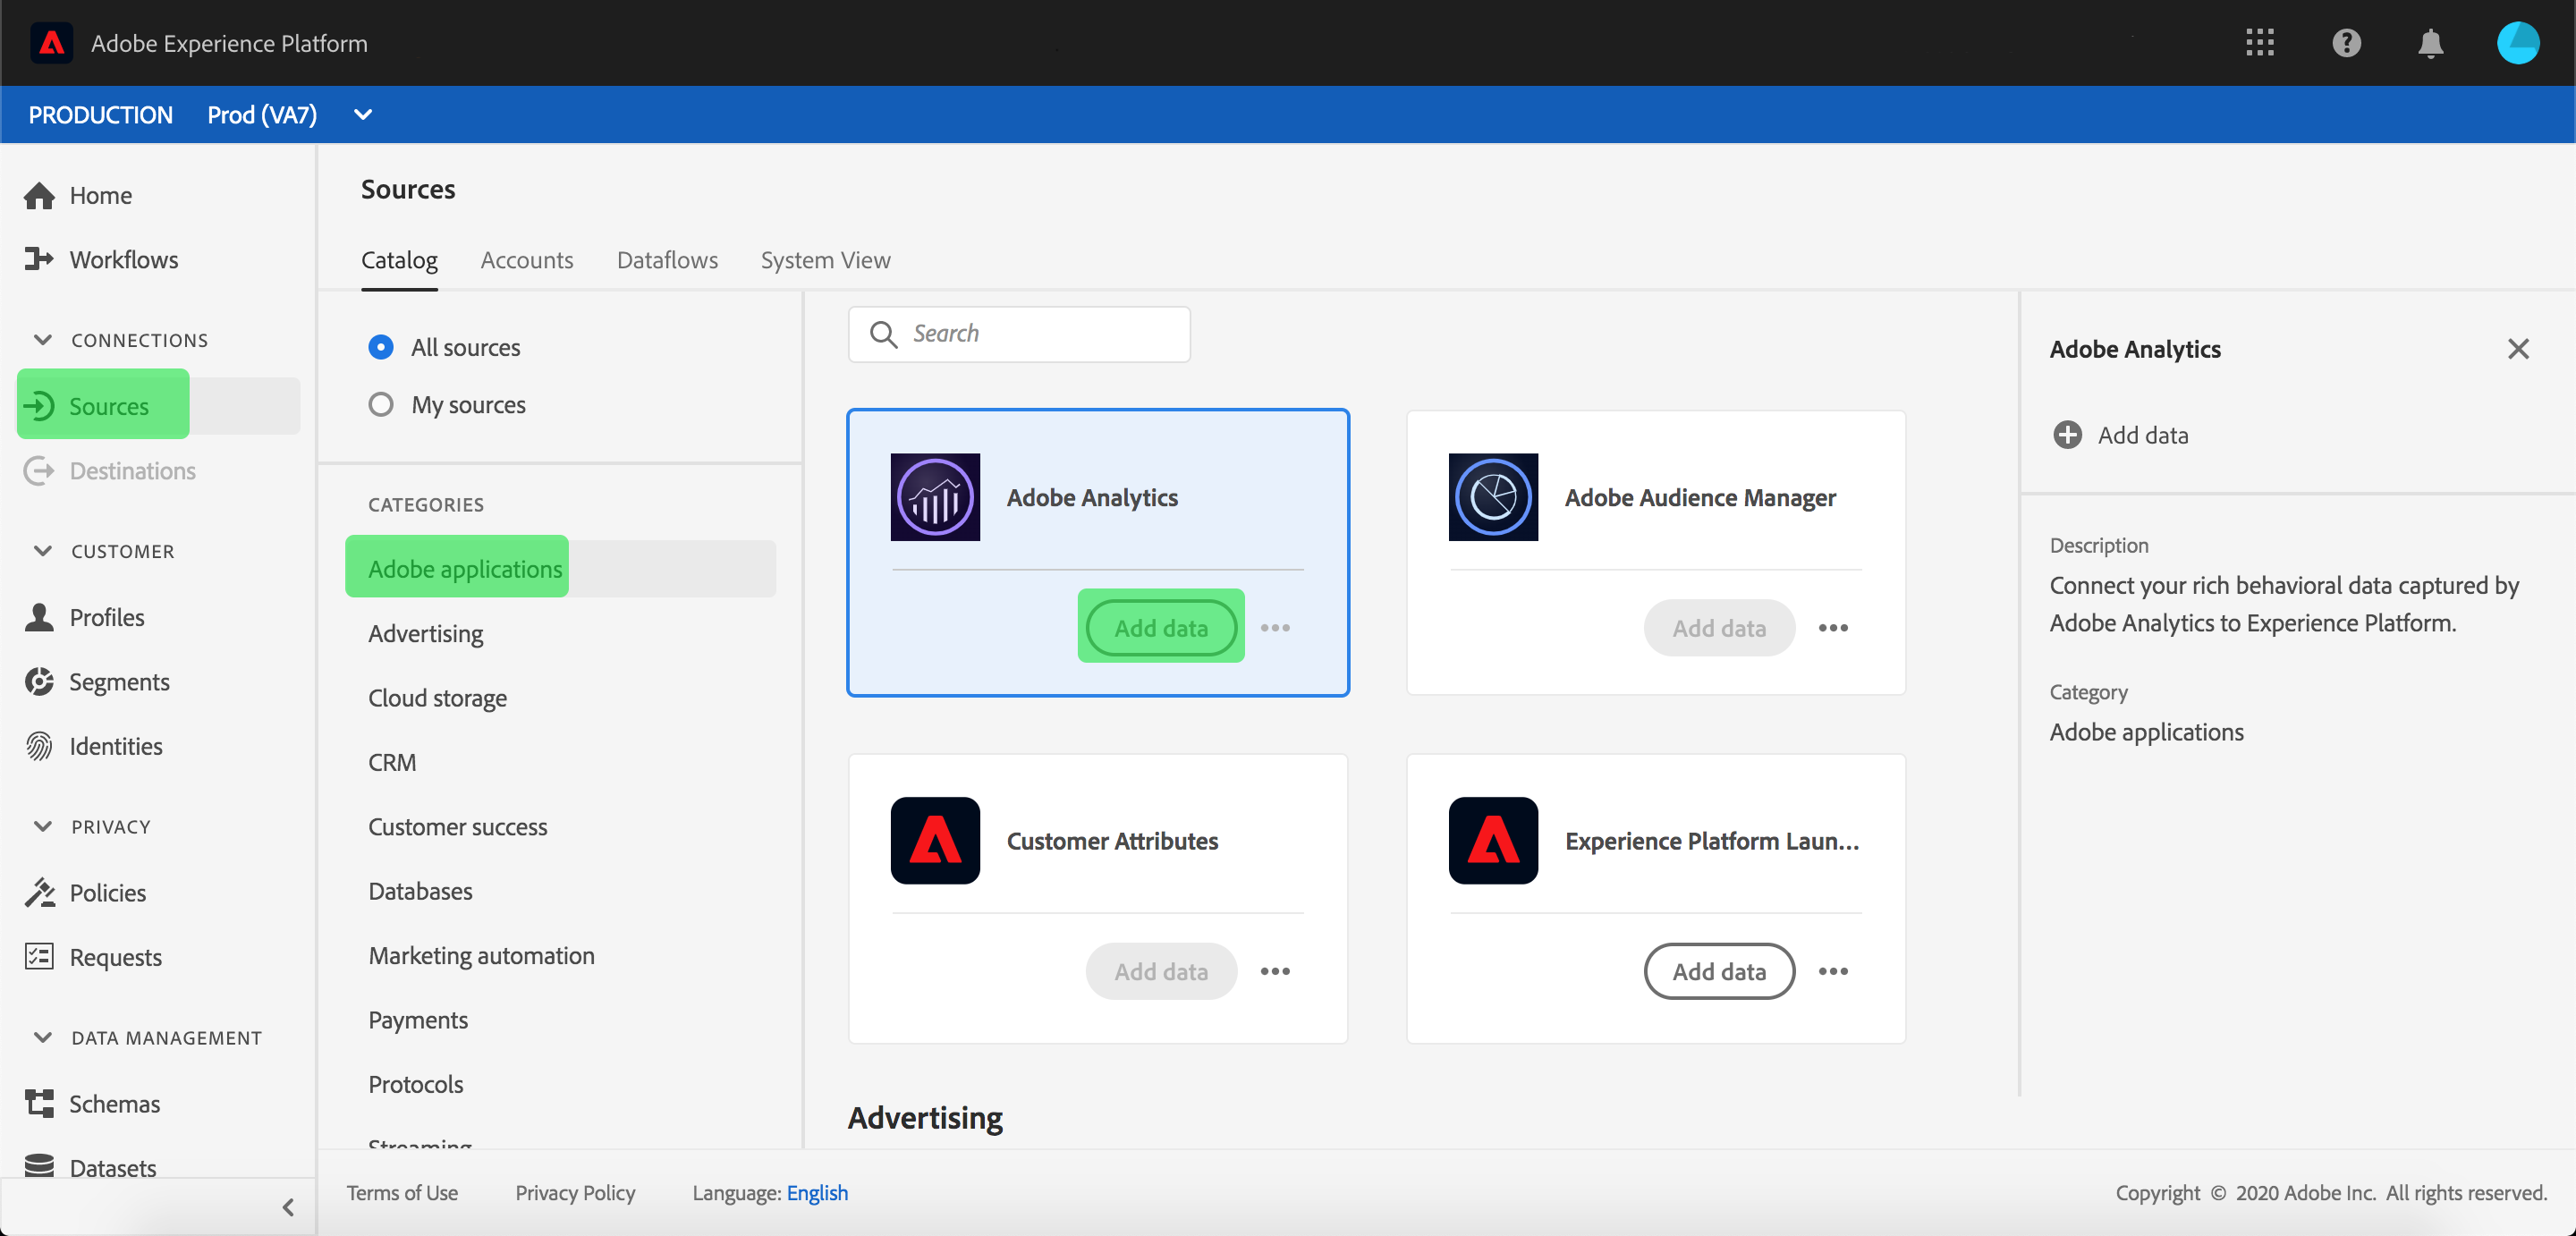 Adobe Experience Platform
PRODUCTION Prod (VA7)
Home
Workflows
CONNECTIONS
Sources
Destinations
CUSTOMER
Profiles
Segments
Identities
PRIVACY
Policies
Requests
DATA MANAGEMENT
Schemas
Datasets
Sources
Catalog Accounts Dataflows System View
All sources
My sources
CATEGORIES
Adobe applications
Advertising
Cloud storage
CRM
Customer success
Databases
Marketing automation
Payments
Protocols
Streaming
Search
Adobe Analytics
Add data
Adobe Audience Manager
Add data
Customer Attributes
Add data
Experience Platform Laun...
Add data
Advertising
Adobe Analytics
Add data
Description
Connect your rich behavioral data captured by
Adobe Analytics to Experience Platform.
Category
Adobe applications
Terms of Use Privacy Policy Language: English
Copyright © 2020 Adobe Inc. All rights reserved.